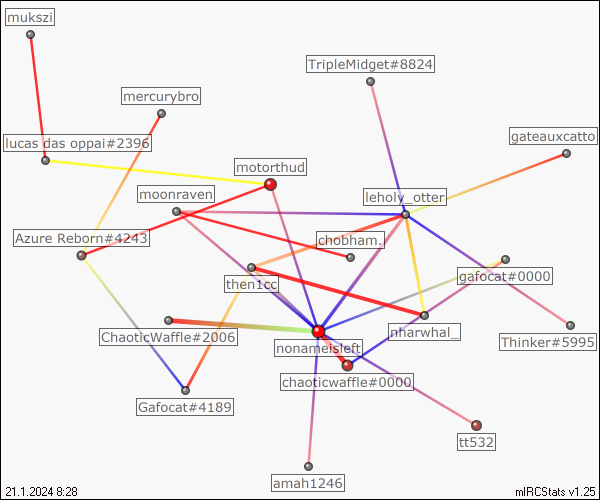 mukszi
TripleMidget#8824
mercurybro
gateauxcatto
lucas das oppai#2396
motorthud
moonraven
leholy_otter
Azure Reborn#4243
chobham.
then1cc
gafocat#0000
ChaoticWaffle#2006
nharwhal_
Thinker#5995
nonameisleft
chaoticwaffle#0000
Gafocat#4189
tt532
amah1246
21.1.2024 8:28
mIRCStats v1.25